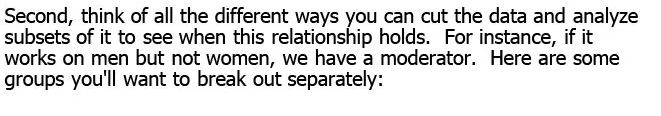 Second, think of all the different ways you can cut the data and analyze
subsets of it to see when this relationship holds.  For instance, if it
works on men but not women, we have a moderator.  Here are some
groups you'll want to break out separately: